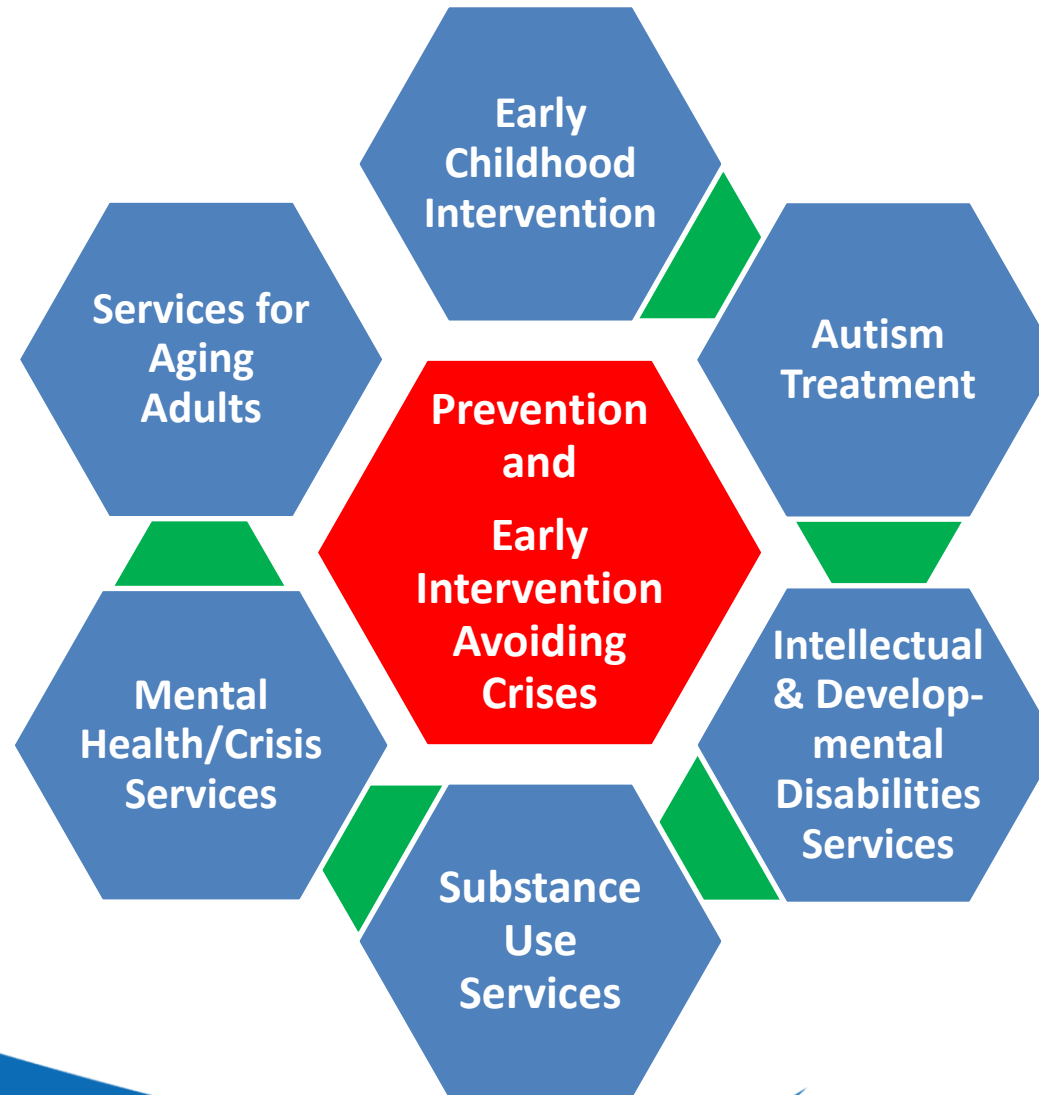 Early
Childhood
Intervention
Autism
Treatment
Intellectual
& Develop-
mental
Disabilities
Services
Substance
Use
Services
Mental
Health/Crisis
Services
Services for
Aging
Adults
Prevention
and
Early
Intervention
Avoiding
Crises